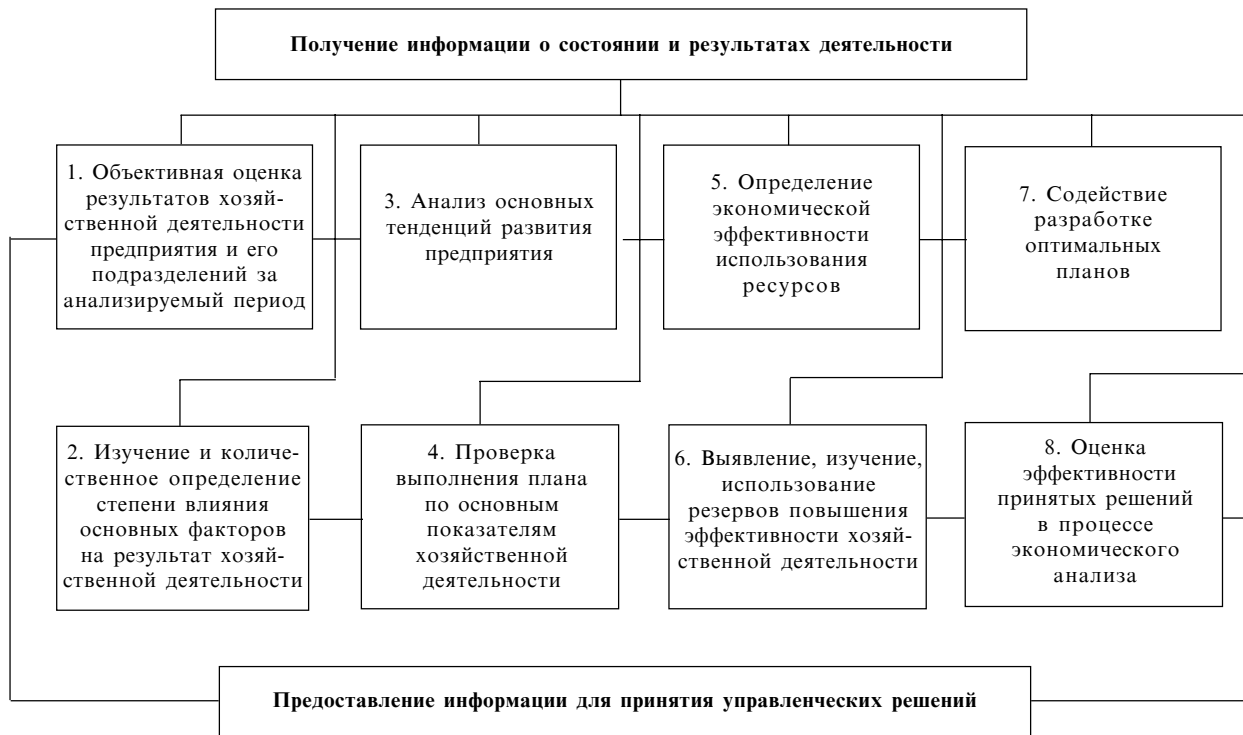 Получение информации о состоянии и результатах деятельности
1. Объективная оценка
результатов хозяй-
ственной деятельности
предприятия и его
подразделений за
анализируемый период
3. Анализ основных
тенденций развития
предприятия
5. Определение
экономической
эффективности
использования
ресурсов
7. Содействие
разработке
оптимальных
планов
2. Изучение и количе-
ственное определение
степени влияния
основных факторов
на результат хозяй-
ственной деятельности
4. Проверка
выполнения плана
по основным
показателям
хозяйственной
деятельности
6. Выявление, изучение,
использование
резервов повышения
эффективности хозяй-
ственной деятельности
8. Оценка
эффективности
принятых решений
в процессе
экономического
анализа
Предоставление информации для принятия управленческих решений